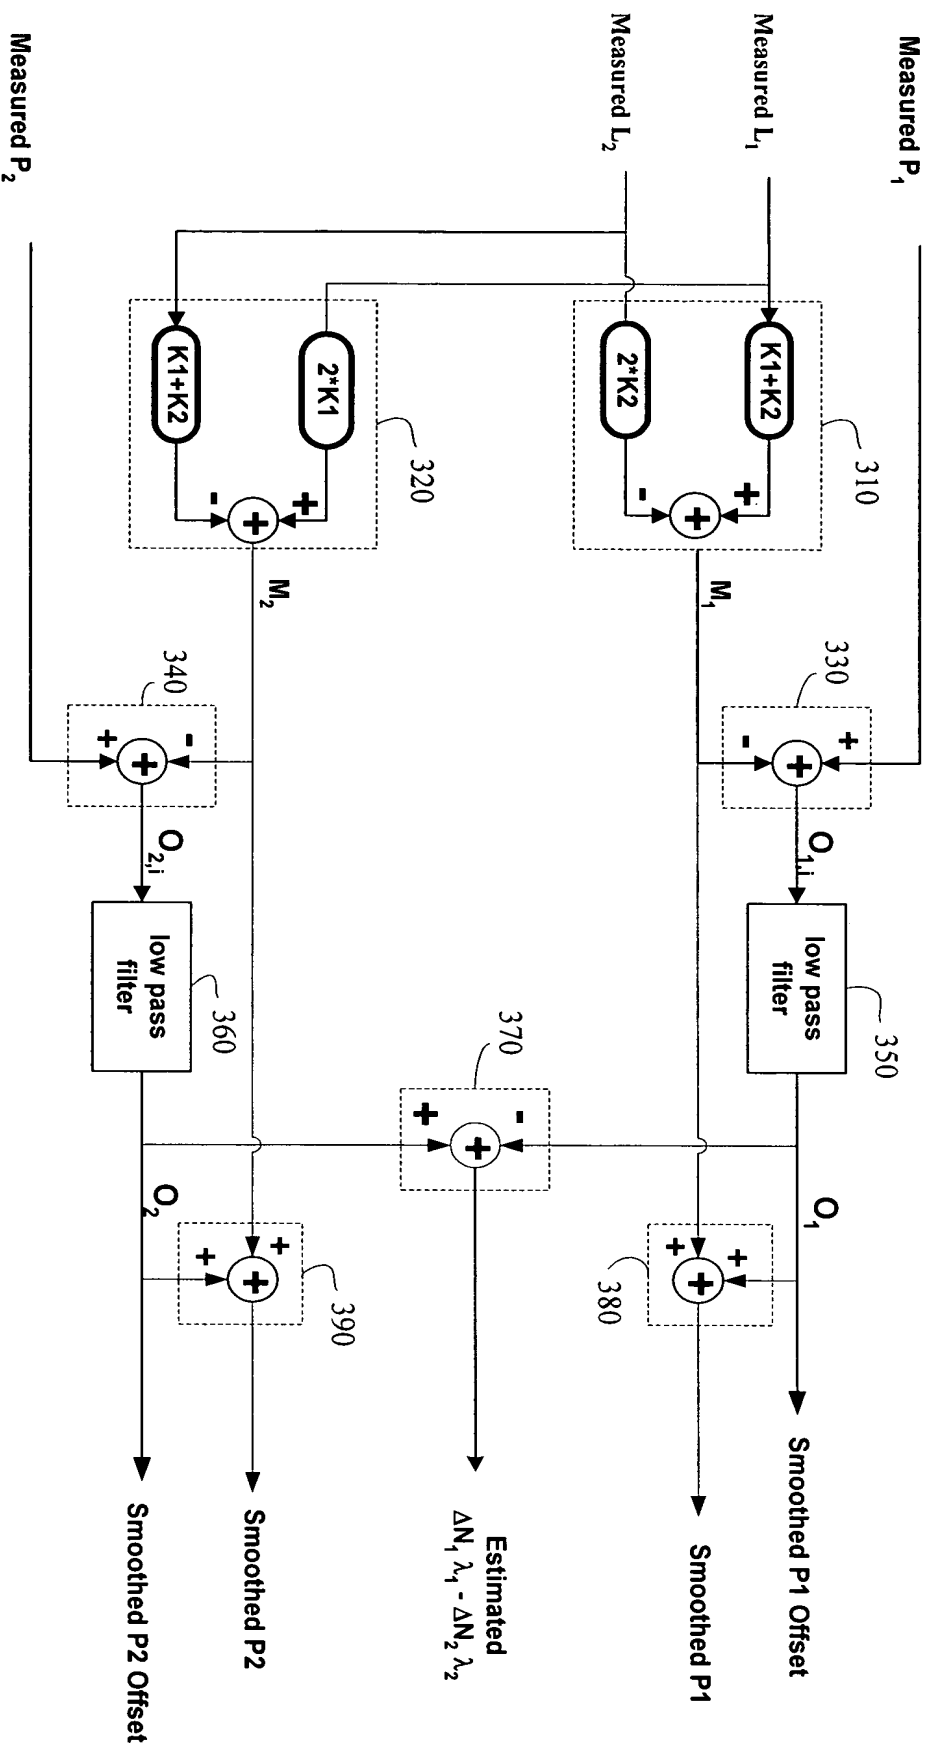 Measured P1
Measured L1
Measured L2
Measured P2
310
K1+K2
2*K2
+
-
+
M1
320
2*K1
K1+K2
+
-
+
M2
330
+
-
+
O1,i
340
-
+
+
O2,i
350
low pass
filter
360
low pass
filter
370
-
+
+
O1
O2
380
+
+
+
390
+
+
+
Smoothed P1 Offset
Smoothed P1
Estimated
ΔN1 λ1 - ΔN2 λ2
Smoothed P2
Smoothed P2 Offset